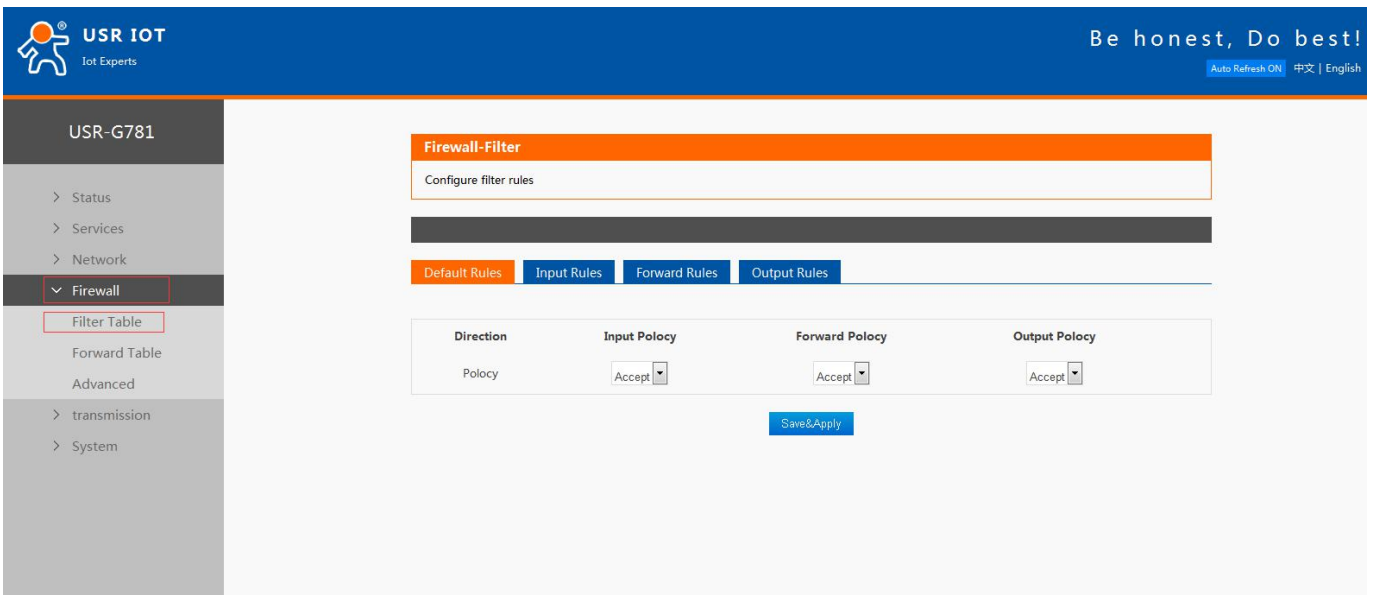 USR IOT
Iot Experts
®
Be honest, Do best!
Auto Refresh ON 中文 | English
USR-G781
Status
Services
Network
Firewall
Filter Table
Forward Table
Advanced
transmission
System
Firewall-Filter
Configure filter rules
Default Rules Input Rules Forward Rules Output Rules
Direction Input Polocy Forward Polocy Output Polocy
Polocy Accept Accept Accept
Save&Apply